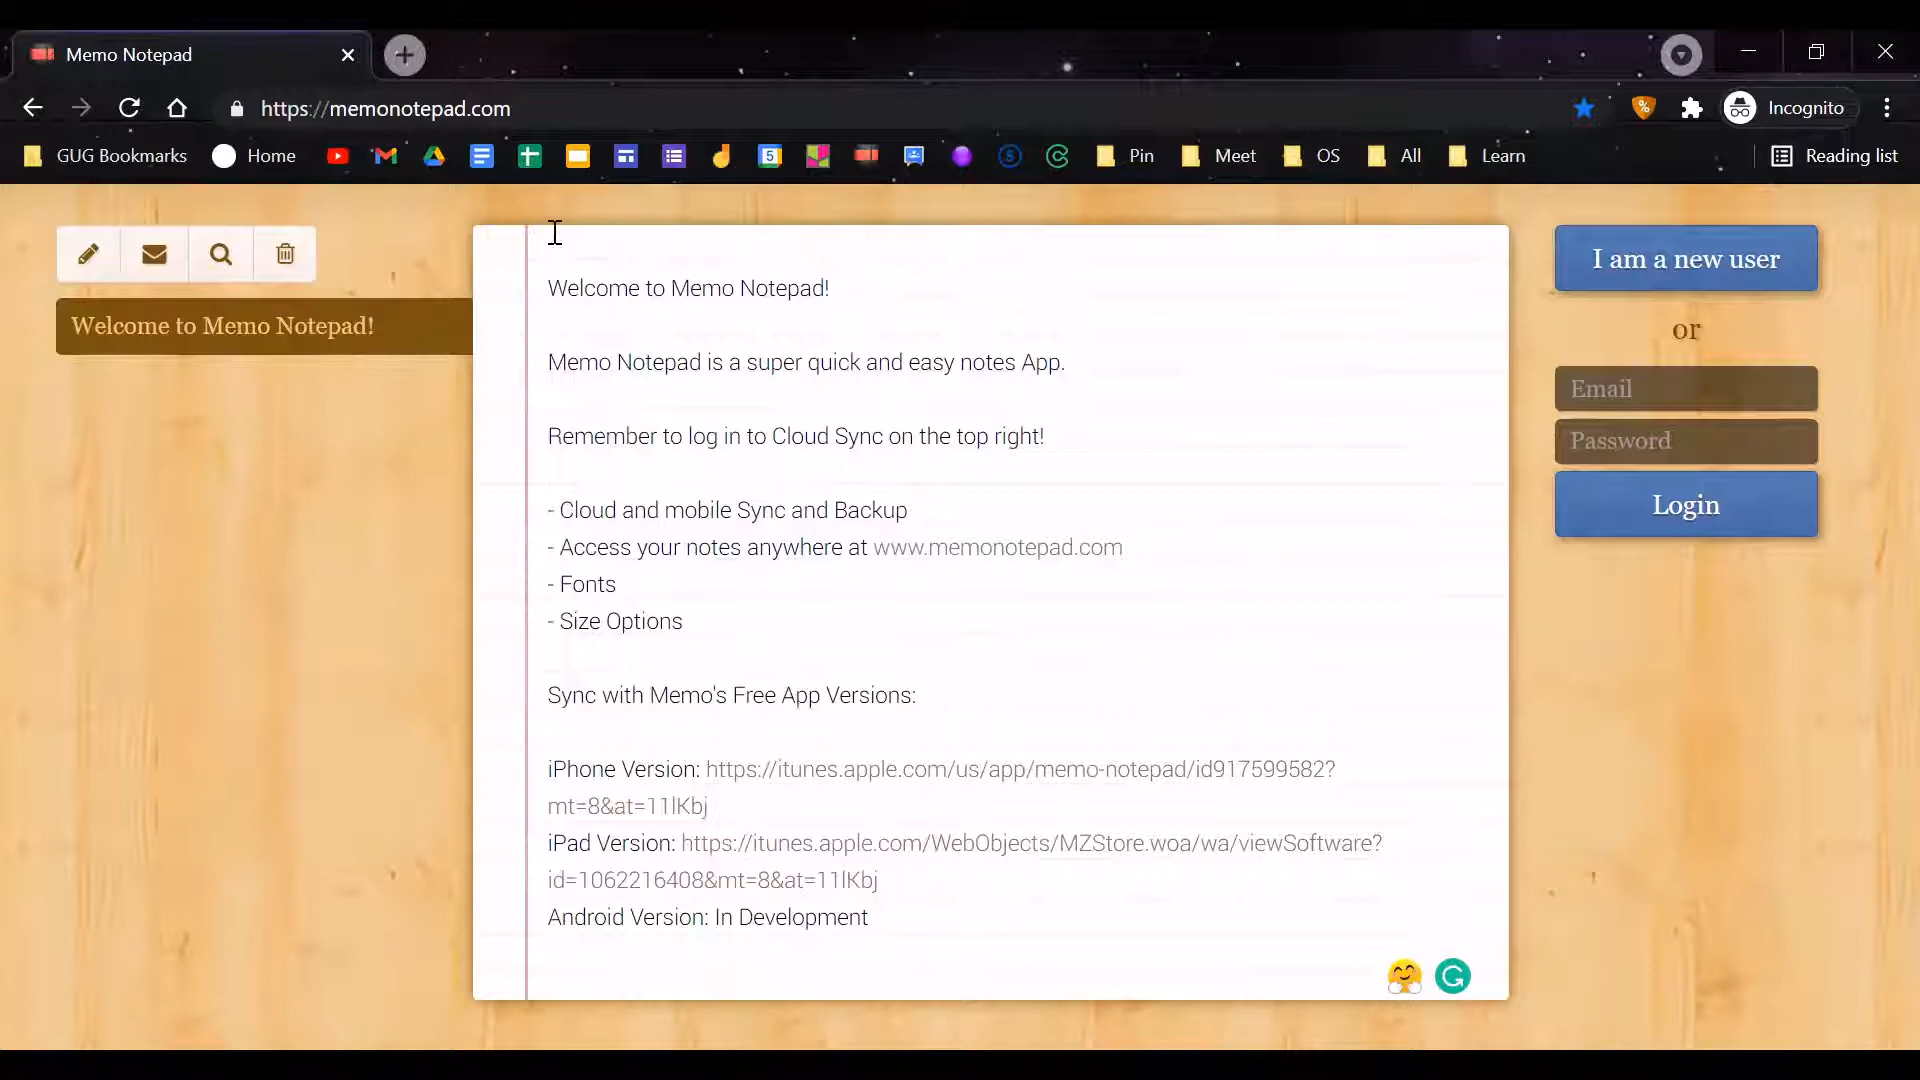 Memo Notepad
https://memonotepad.com
Incognito
GUG Bookmarks
Home
5
Pin
Meet
OS
All
Learn
Reading list
Welcome to Memo Notepad!
Welcome to Memo Notepad!
Memo Notepad is a super quick and easy notes App.
Remember to log in to Cloud Sync on the top right!
- Cloud and mobile Sync and Backup
- Access your notes anywhere at www.memonotepad.com
- Fonts
- Size Options
Sync with Memo's Free App Versions:
iPhone Version: https://itunes.apple.com/us/app/memo-notepad/id917599582?
mt=8&at=11lKbj
iPad Version: https://itunes.apple.com/WebObjects/MZStore.woa/wa/viewSoftware?
id=1062216408&mt=8&at=11lKbj
Android Version: In Development
I am a new user
or
Email
Password
Login